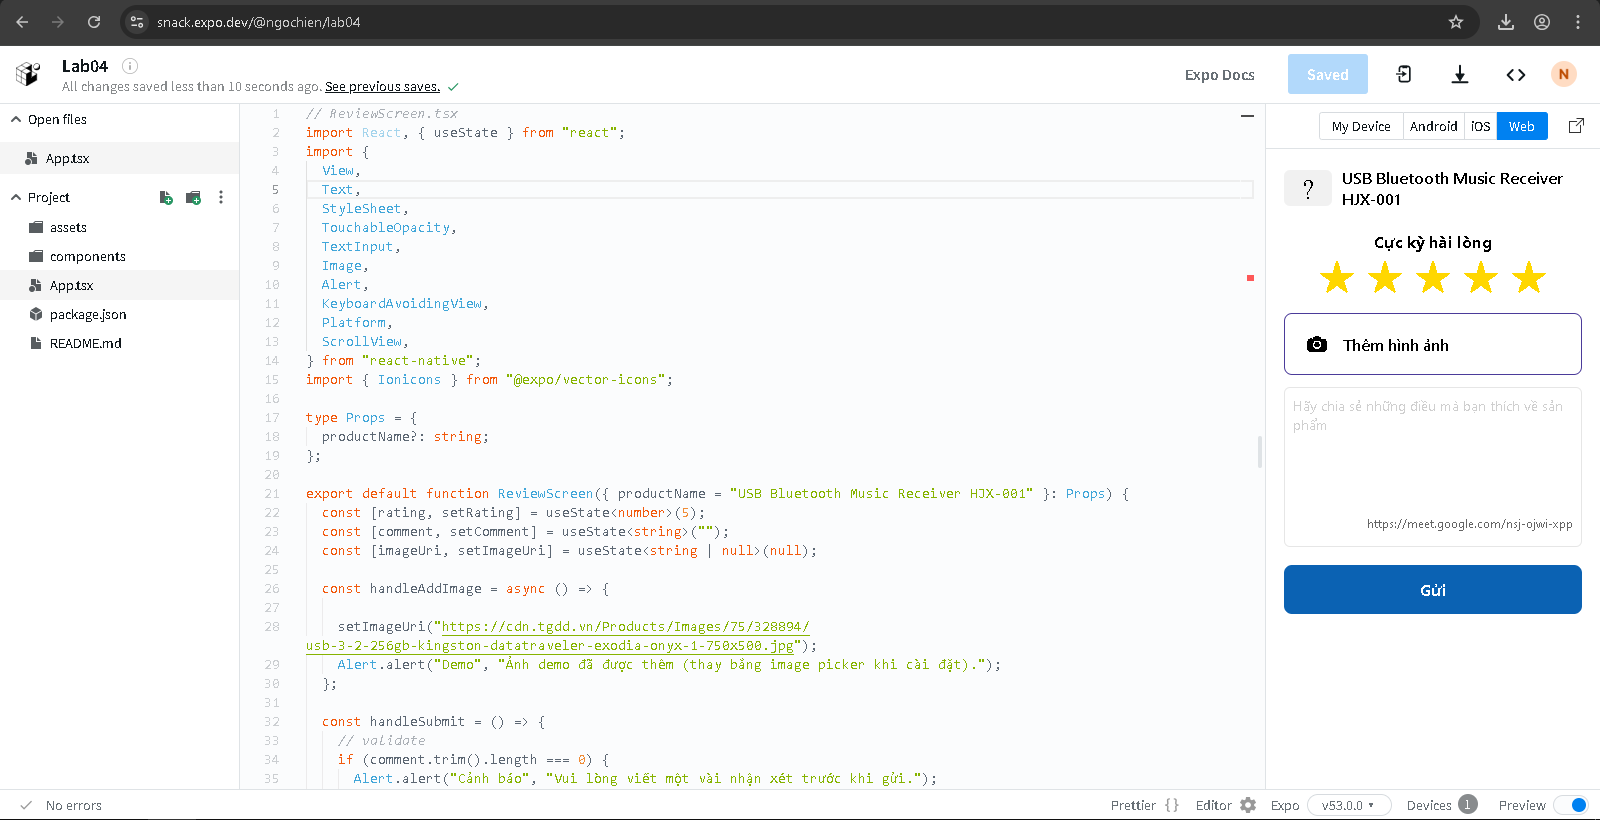 snack.expo.dev/@ngochien/lab04
Lab04
All changes saved less than 10 seconds ago. See previous saves.
Expo Docs
Saved
N
Open files
App.tsx
Project
assets
components
App.tsx
package.json
README.md
1 // ReviewScreen.tsx
2 import React, { useState } from "react";
3 import {
4 View,
5 Text,
6 StyleSheet,
7 TouchableOpacity,
8 TextInput,
9 Image,
10 Alert,
11 KeyboardAvoidingView,
12 Platform,
13 ScrollView,
14 } from "react-native";
15 import { Ionicons } from "@expo/vector-icons";
16
17 type Props = {
18 productName?: string;
19 };
20
21 export default function ReviewScreen({ productName = "USB Bluetooth Music Receiver HJX-001" }: Props) {
22 const [rating, setRating] = useState<number>(5);
23 const [comment, setComment] = useState<string>("");
24 const [imageUri, setImageUri] = useState<string | null>(null);
25
26 const handleAddImage = async () => {
27
28 setImageUri("https://cdn.tgdd.vn/Products/Images/75/328894/
usb-3-2-256gb-kingston-datatraveler-exodia-onyx-1-750x500.jpg");
29 Alert.alert("Demo", "Ảnh demo đã được thêm (thay bằng image picker khi cài đặt).");
30 };
31
32 const handleSubmit = () => {
33 // validate
34 if (comment.trim().length === 0) {
35 Alert.alert("Cảnh báo", "Vui lòng viết một vài nhận xét trước khi gửi.");
My Device
Android
iOS
Web
?
USB Bluetooth Music Receiver
HJX-001
Cực kỳ hài lòng
Thêm hình ảnh
Hãy chia sẻ những điều mà bạn thích về sản
phẩm
https://meet.google.com/nsj-ojwi-xpp
Gửi
No errors
Prettier {}
Editor
Expo
v53.0.0
Devices 1
Preview